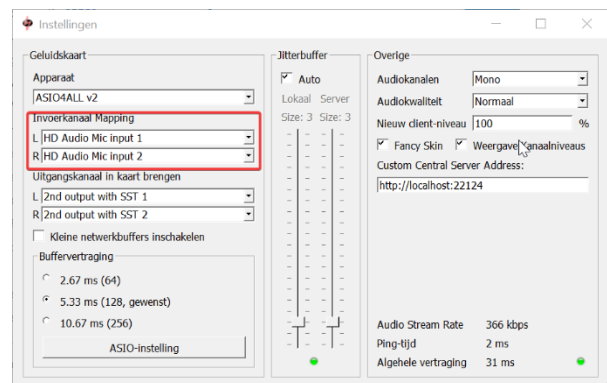 Instellingen
Geluidskaart
Apparaat
ASIO4ALL v2
Invoerkanaal Mapping
L HD Audio Mic input 1
R HD Audio Mic input 2
Uitgangskanaal in kaart brengen
L 2nd output with SST 1
R 2nd output with SST 2
Kleine netwerkbuffers inschakelen
Buffervertraging
2.67 ms (64)
5.33 ms (128, gewenst)
10.67 ms (256)
ASIO-instelling
Jitterbuffer
Auto
Lokaal Server
Size: 3 Size: 3
Overige
Audiokanalen Mono
Audiokwaliteit Normaal
Nieuw client-niveau 100 %
Fancy Skin Weergave Kanaalniveaus
Custom Central Server Address:
http://localhost:22124
Audio Stream Rate 366 kbps
Ping-tijd 2 ms
Algehele vertraging 31 ms